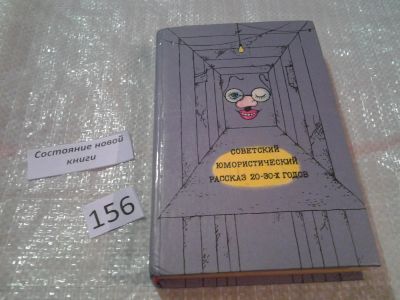 Состояние новой
книги
156
СОВЕТСКИЙ
ЮМОРИСТИЧЕСКИЙ
РАССКАЗ 20-30-Х ГОДОВ